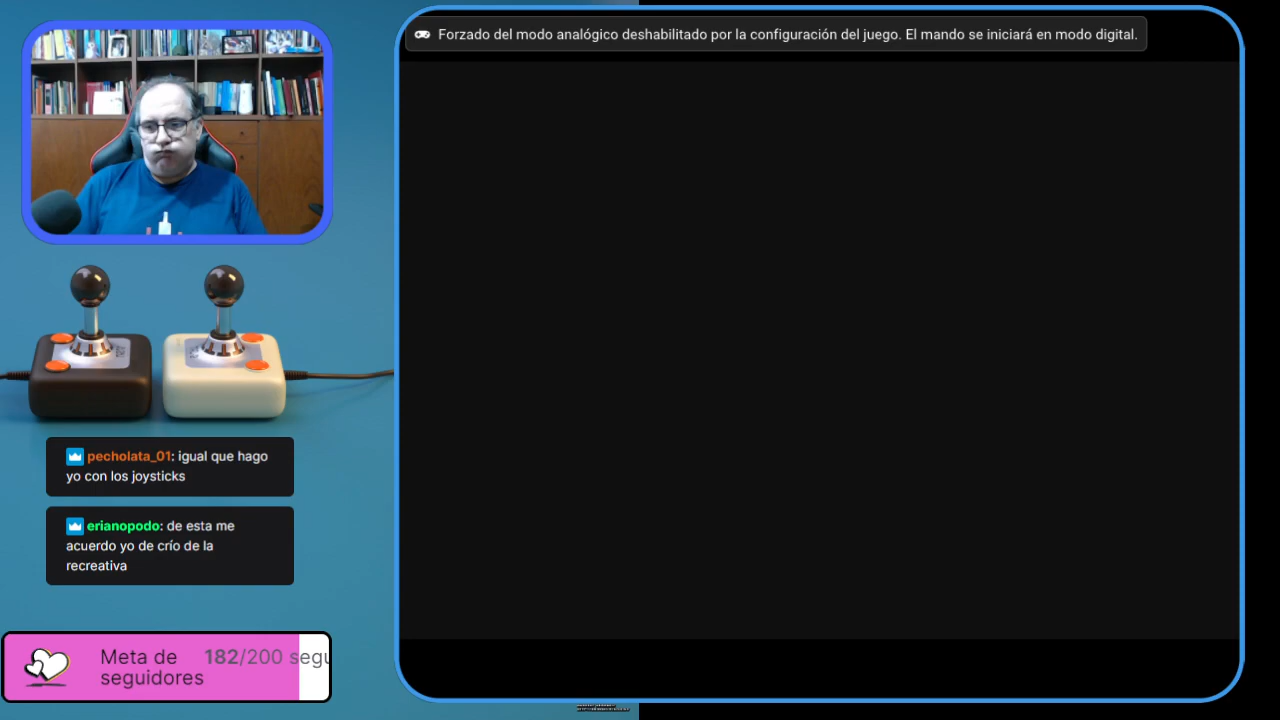 Forzado del modo analógico deshabilitado por la configuración del juego. El mando se iniciará en modo digital.
pecholata_01: igual que hago
yo con los joysticks
erianopodo: de esta me
acuerdo yo de crío de la
recreativa
Meta de
seguidores
182/200 segu